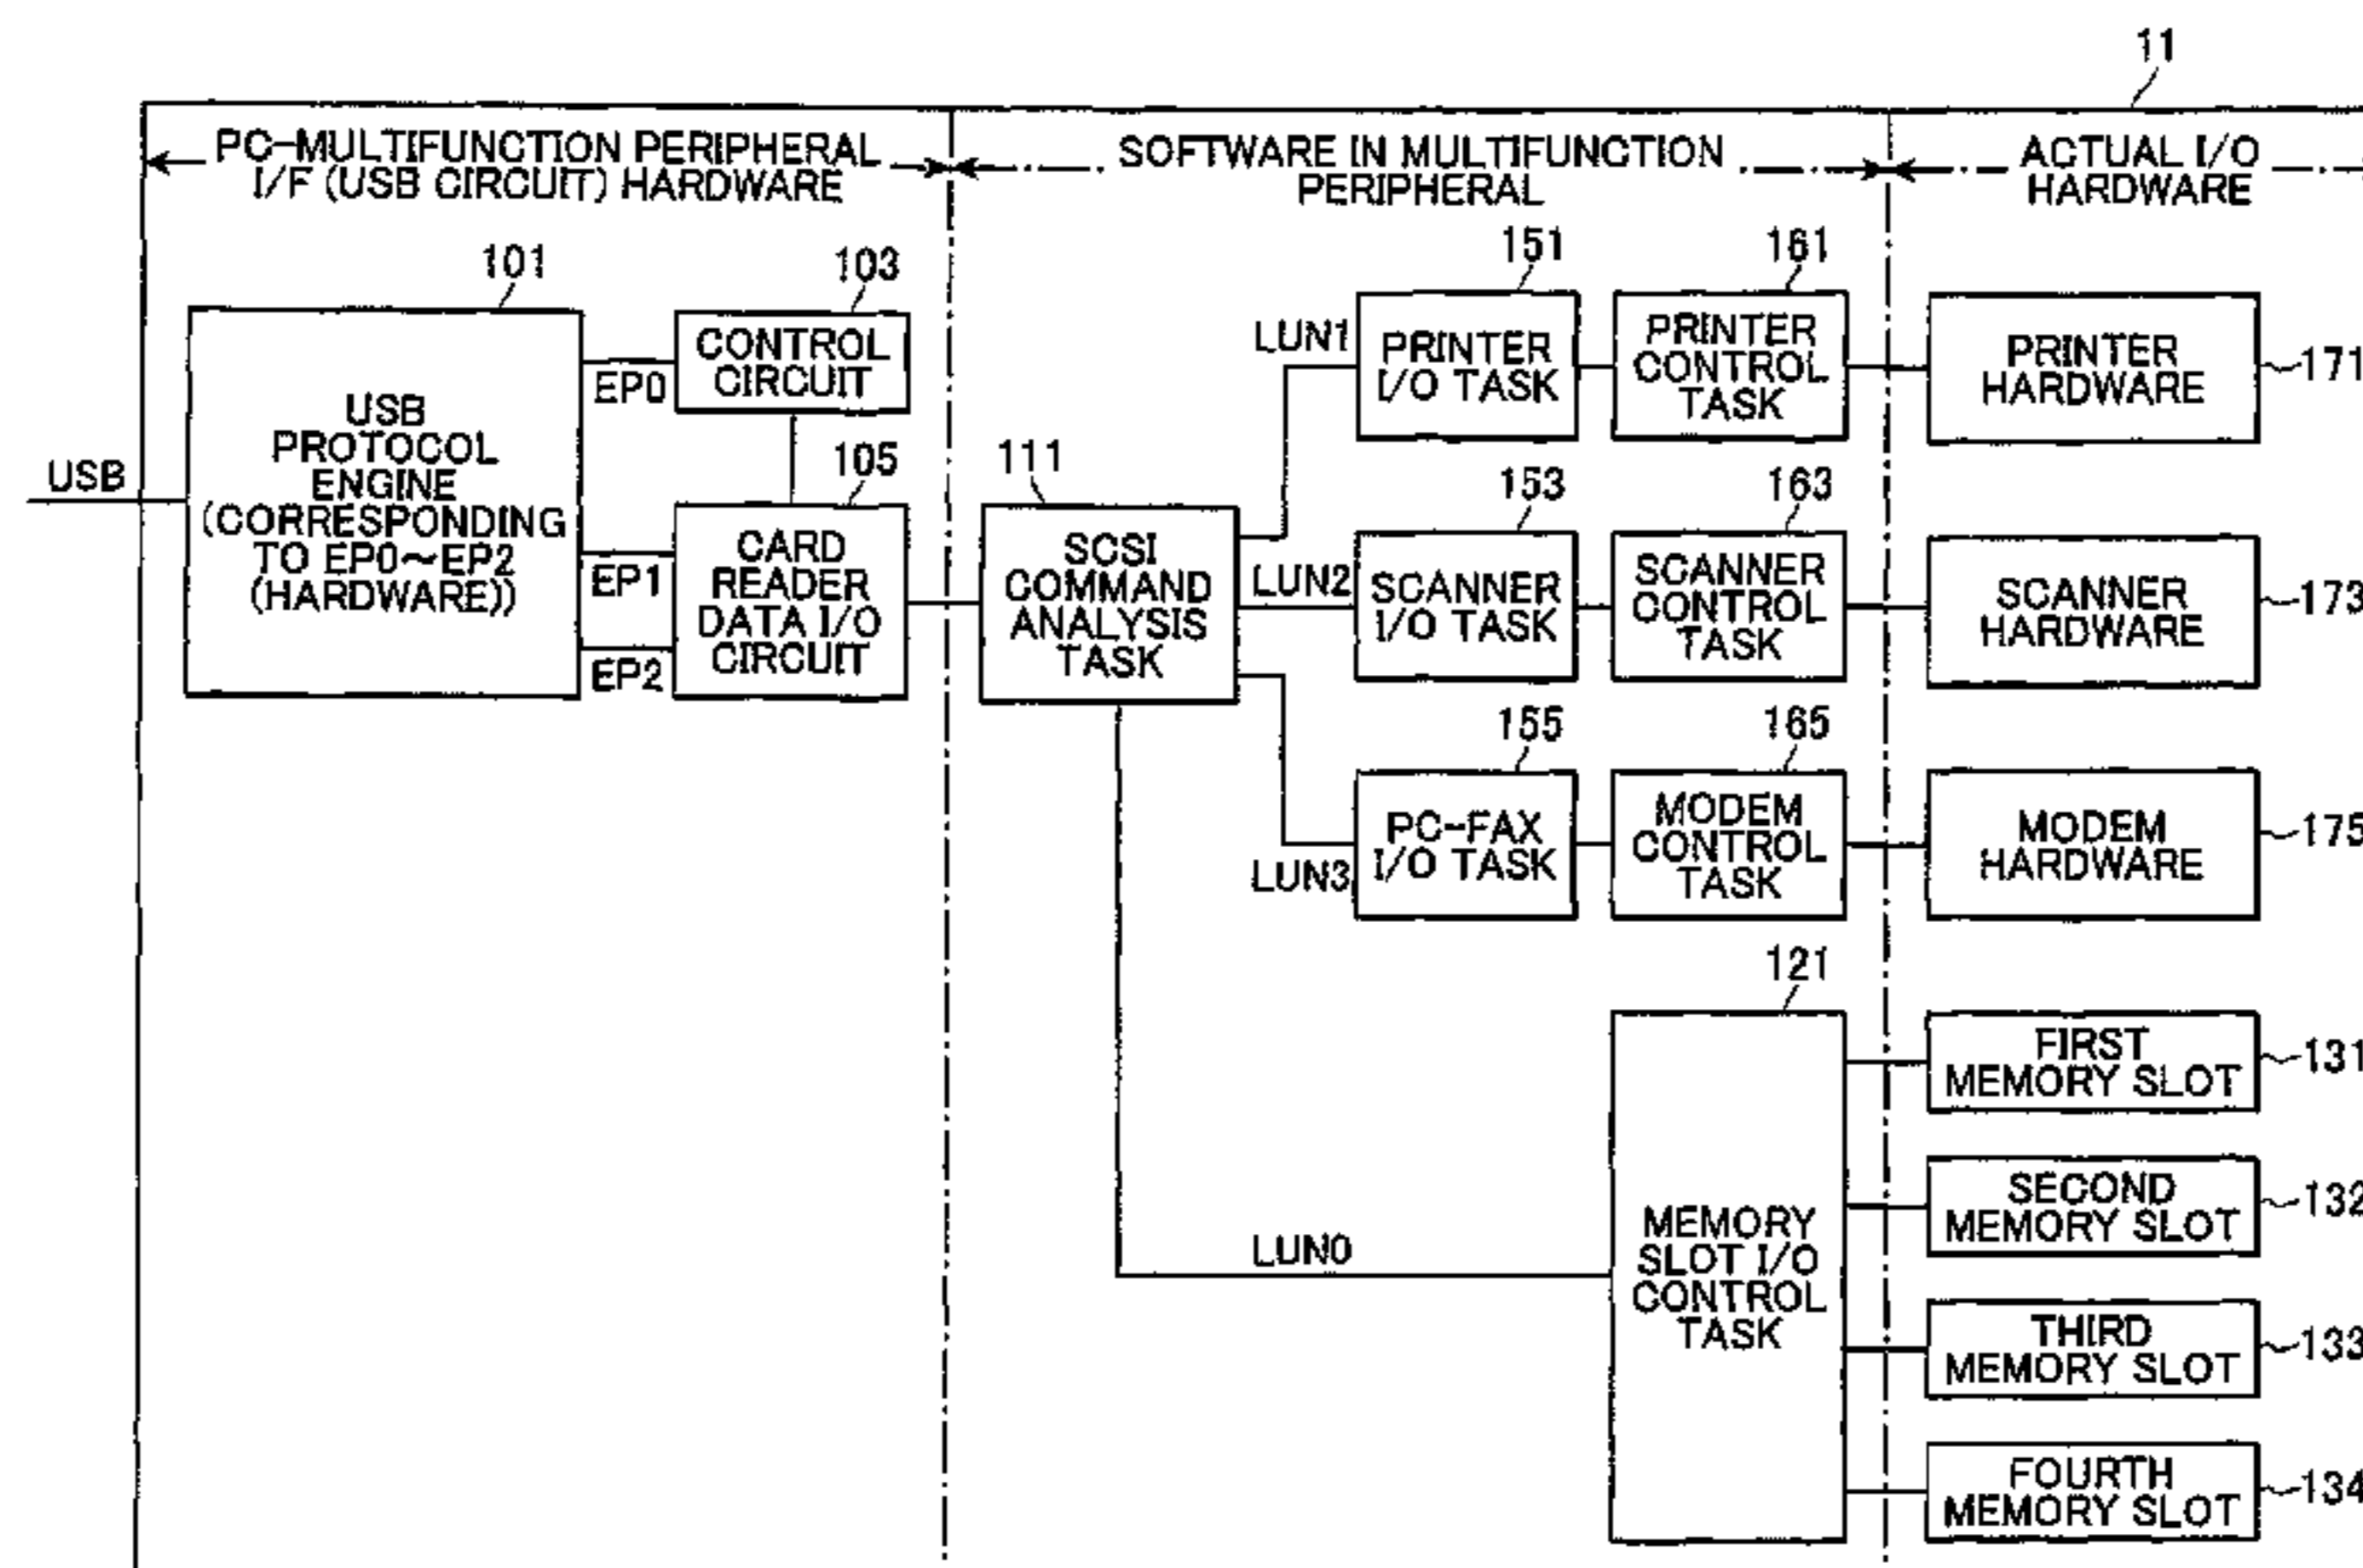 11
PC-MULTIFUNCTION PERIPHERAL
I/F (USB CIRCUIT) HARDWARE
SOFTWARE IN MULTIFUNCTION
PERIPHERAL
ACTUAL I/O
HARDWARE
USB
101
USB
PROTOCOL
ENGINE
(CORRESPONDING
TO EP0~EP2
(HARDWARE))
EP0
EP1
EP2
103
CONTROL
CIRCUIT
105
CARD
READER
DATA I/O
CIRCUIT
111
SCSI
COMMAND
ANALYSIS
TASK
LUN1
151
PRINTER
I/O TASK
161
PRINTER
CONTROL
TASK
PRINTER
HARDWARE
171
LUN2
153
SCANNER
I/O TASK
163
SCANNER
CONTROL
TASK
SCANNER
HARDWARE
173
LUN3
155
PC-FAX
I/O TASK
165
MODEM
CONTROL
TASK
MODEM
HARDWARE
175
LUN0
121
MEMORY
SLOT I/O
CONTROL
TASK
FIRST
MEMORY SLOT
131
SECOND
MEMORY SLOT
132
THIRD
MEMORY SLOT
133
FOURTH
MEMORY SLOT
134